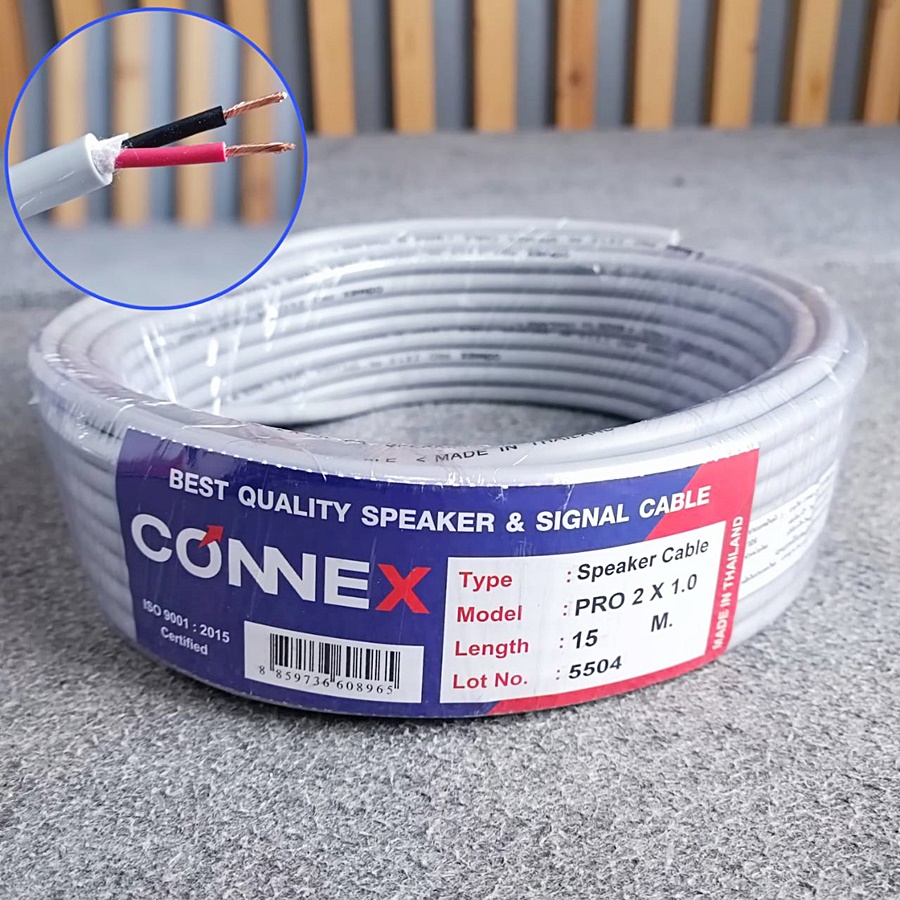 CONNEX
< MADE IN THAILAND
BEST QUALITY SPEAKER & SIGNAL CABLE
CONNEX
ISO 9001 : 2015
Certified
8 859736 608965
Type : Speaker Cable
Model : PRO 2 X 1.0
Length : 15 M.
Lot No. : 5504
MADE IN THAILAND